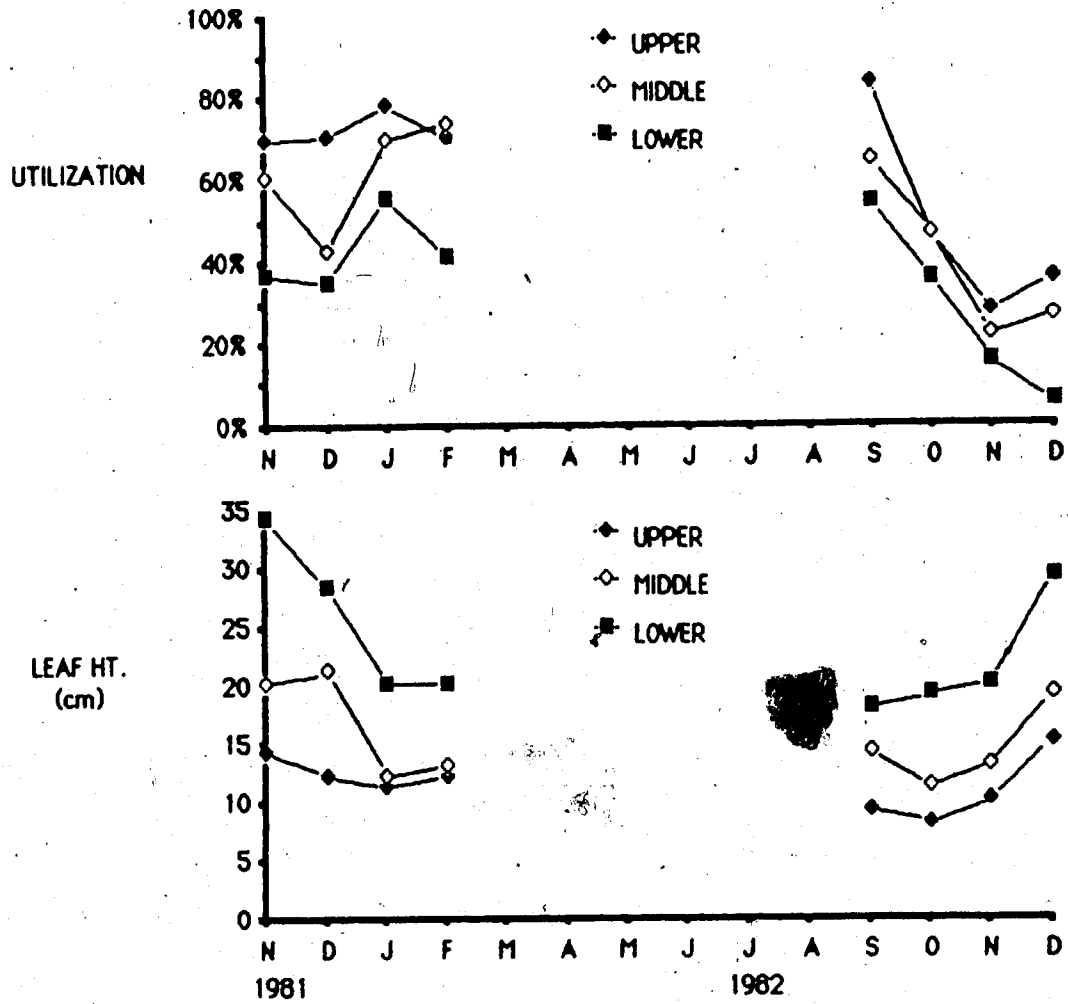 100%
80%
60%
40%
20%
0%
UTILIZATION
UPPER
MIDDLE
LOWER
N D J F M A M J J A S O N D
35
30
25
20
15
10
5
0
LEAF HT.
(cm)
UPPER
MIDDLE
LOWER
N D J F M A M J J A S O N D
1981 1982